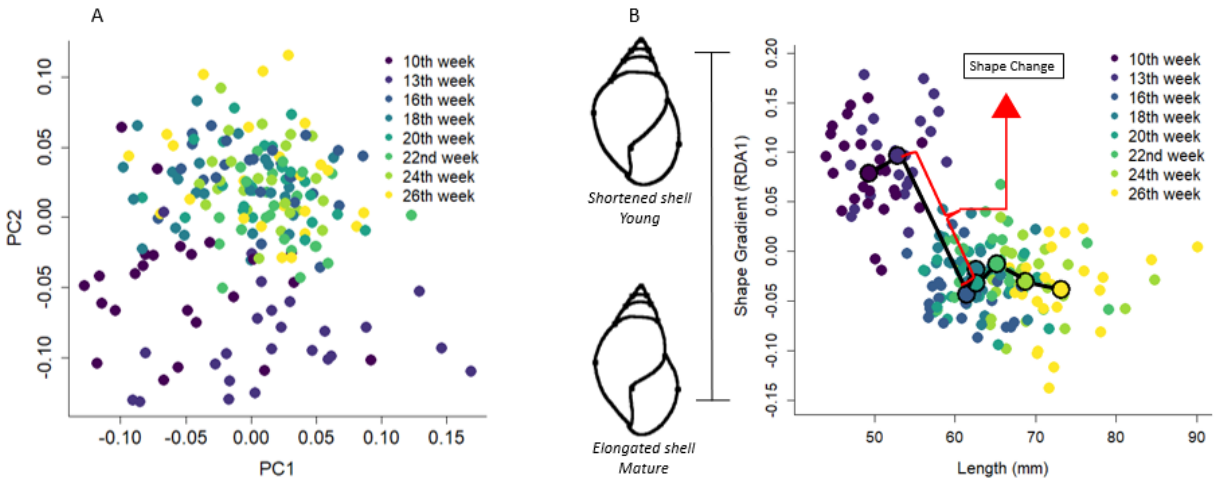 A
PC2
0.10
0.05
0.00
-0.05
-0.10
10th week
13th week
16th week
18th week
20th week
22nd week
24th week
26th week
-0.10 -0.05 0.00 0.05 0.10 0.15
PC1
B
Shortened shell
Young
Elongated shell
Mature
Shape Gradient (RDA1)
0.20
0.15
0.10
0.05
0.00
-0.05
-0.15
Shape Change
10th week
13th week
16th week
18th week
20th week
22nd week
24th week
26th week
50 60 70 80 90
Length (mm)